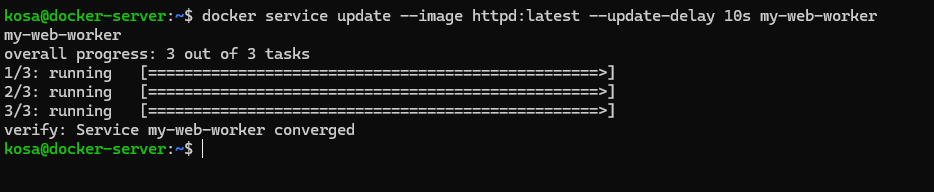 kosa@docker-server:~$ docker service update --image httpd:latest --update-delay 10s my-web-worker
my-web-worker
overall progress: 3 out of 3 tasks
1/3: running   [==================================================>]
2/3: running   [==================================================>]
3/3: running   [==================================================>]
verify: Service my-web-worker converged
kosa@docker-server:~$